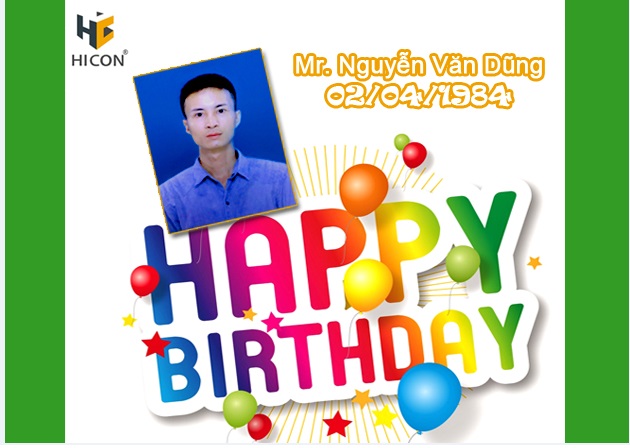 HICON®
Mr. Nguyễn Văn Dũng
02/04/1984
HAPPY
BIRTHDAY